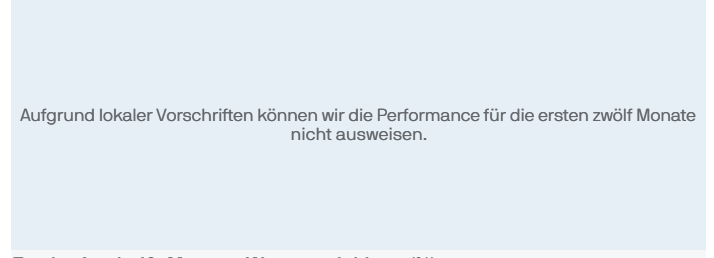 Aufgrund lokaler Vorschriften können wir die Performance für die ersten zwölf Monate
nicht ausweisen.